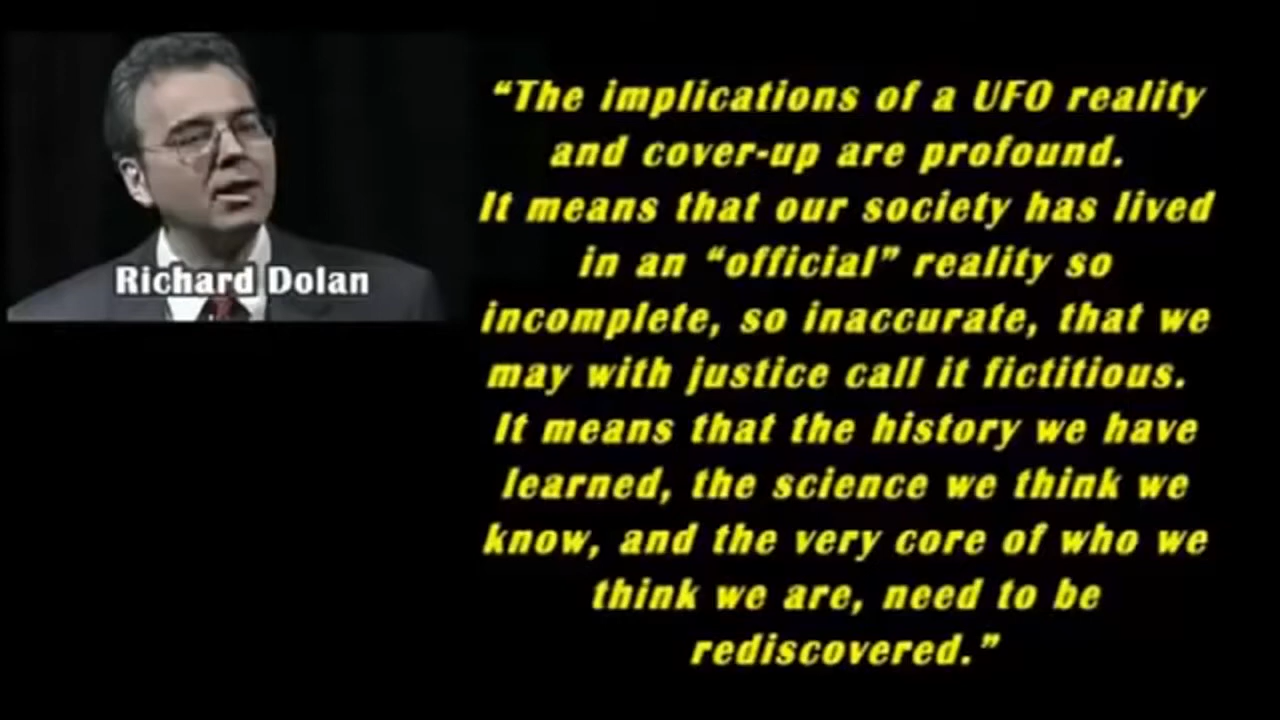 Richard Dolan
“The implications of a UFO reality
and cover-up are profound.
It means that our society has lived
in an “official” reality so
incomplete, so inaccurate, that we
may with justice call it fictitious.
It means that the history we have
learned, the science we think we
know, and the very core of who we
think we are, need to be
rediscovered.”